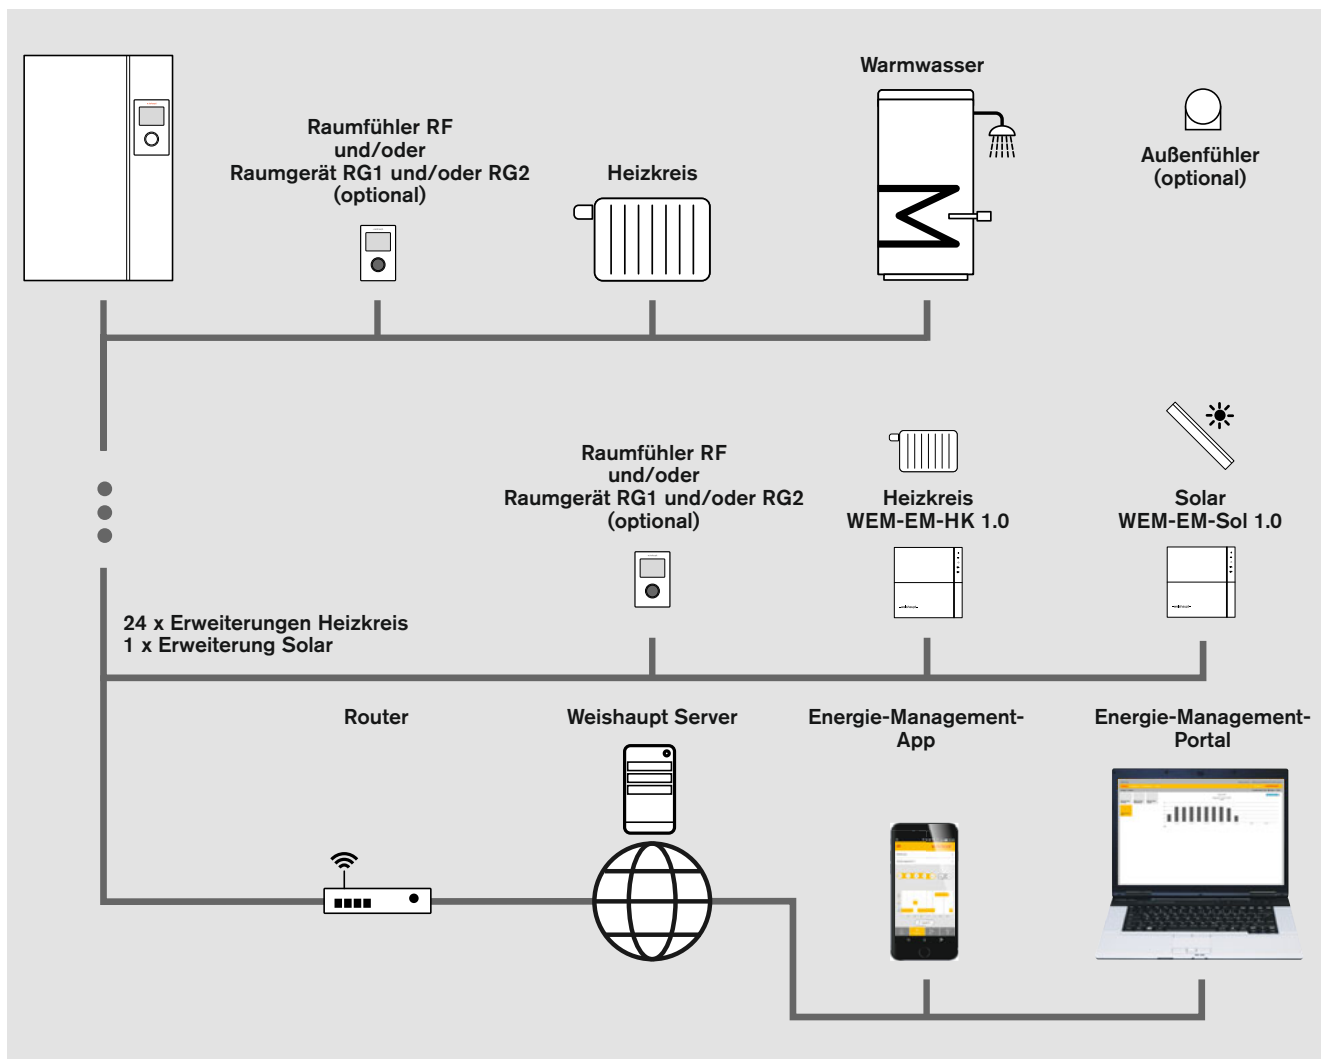 Warmwasser
Raumfühler RF
und/oder
Raumgerät RG1 und/oder RG2
(optional)
Heizkreis
Außenfühler
(optional)
Raumfühler RF
und/oder
Raumgerät RG1 und/oder RG2
(optional)
Heizkreis
WEM-EM-HK 1.0
Solar
WEM-EM-Sol 1.0
24 x Erweiterungen Heizkreis
1 x Erweiterung Solar
Router
Weishaupt Server
Energie-Management-
App
Energie-Management-
Portal